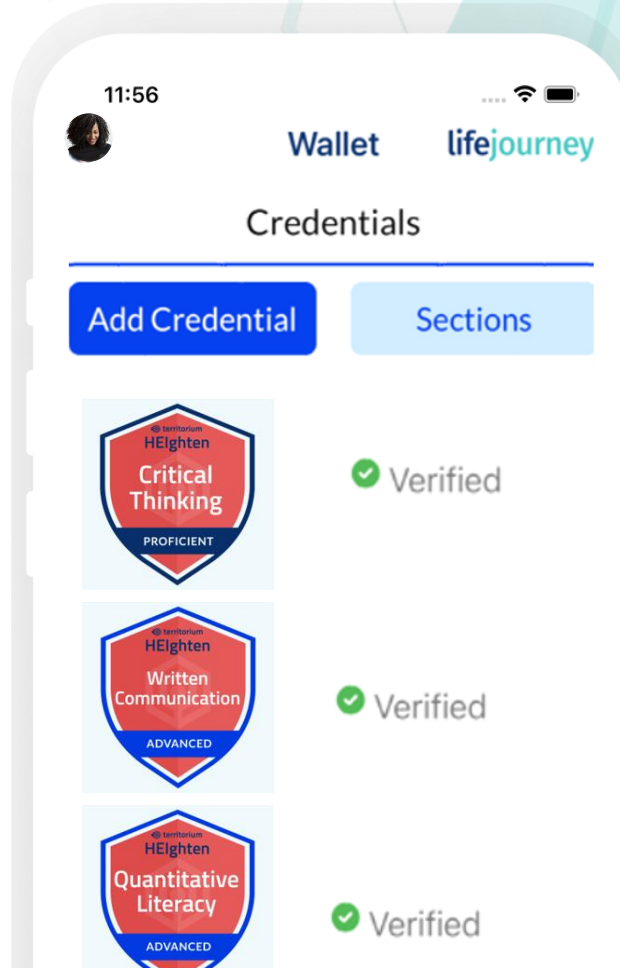 11:56
Wallet
lifejourney
Credentials
Add Credential
Sections
territorium
HEIghten
Critical
Thinking
PROFICIENT
Verified
territorium
HEIghten
Written
Communication
ADVANCED
Verified
territorium
HEIghten
Quantitative
Literacy
ADVANCED
Verified